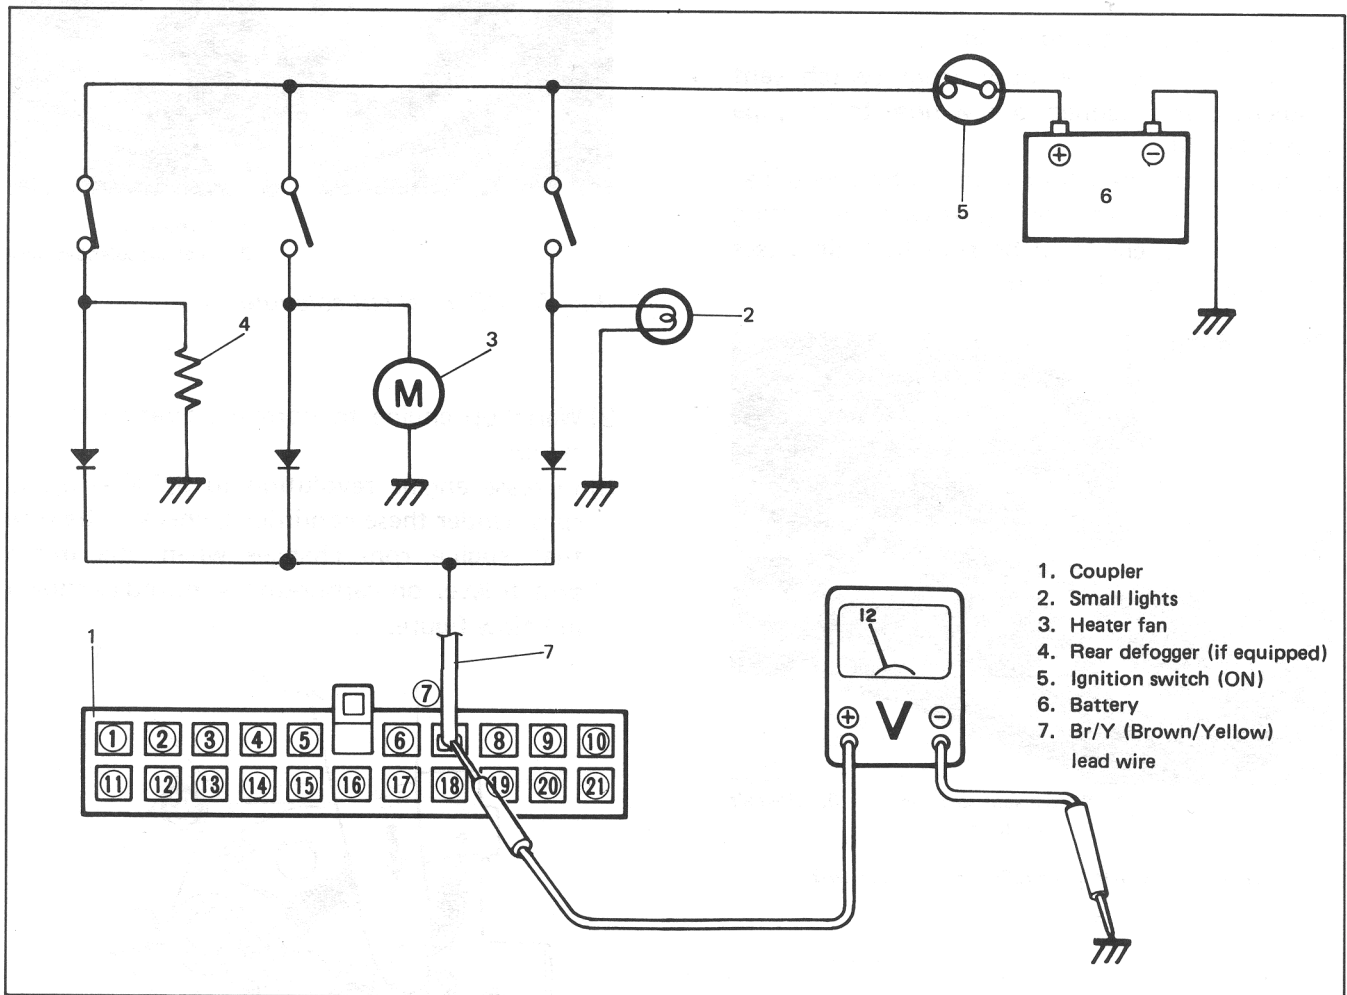 5
⊕ ⊖
6
4
3
2
M
1
7
⑦
① ② ③ ④ ⑤ ⑥ ⑧ ⑨ ⑩
⑪ ⑫ ⑬ ⑭ ⑮ ⑯ ⑰ ⑱ ⑲ ⑳ ㉑
12
⊕ V ⊖
1. Coupler
2. Small lights
3. Heater fan
4. Rear defogger (if equipped)
5. Ignition switch (ON)
6. Battery
7. Br/Y (Brown/Yellow)
lead wire